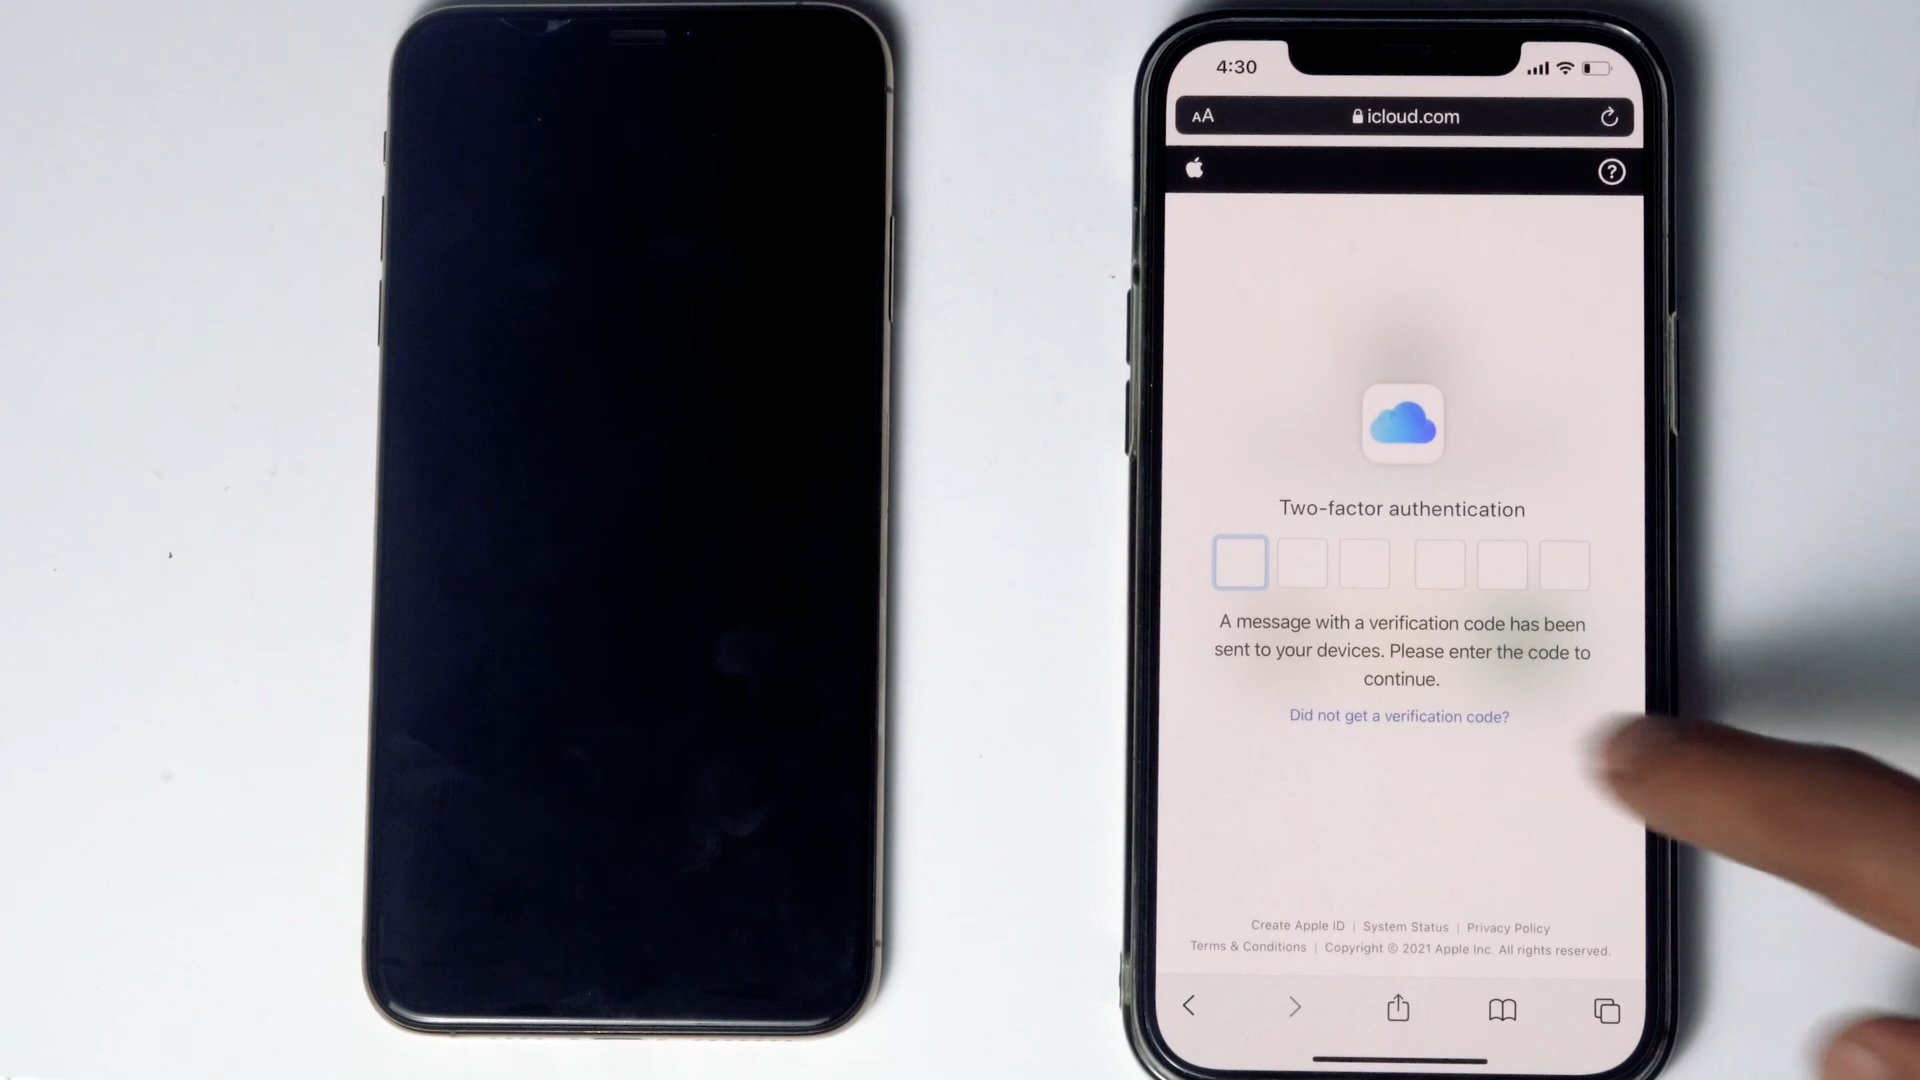 4:30
AA icloud.com
?
Two-factor authentication
A message with a verification code has been
sent to your devices. Please enter the code to
continue.
Did not get a verification code?
Create Apple ID | System Status | Privacy Policy
Terms & Conditions | Copyright © 2021 Apple Inc. All rights reserved.